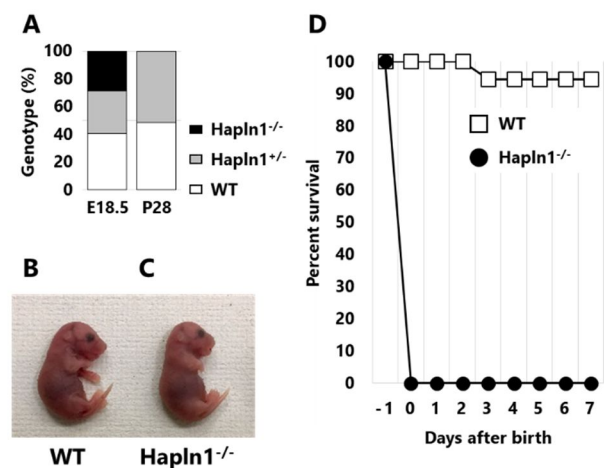 A
100
80
60
40
20
0
Genotype (%)
E18.5 P28
Hapln1-/-
Hapln1+/-
WT
B C
WT Hapln1-/-
D
100
90
80
70
60
50
40
30
20
10
0
Percent survival
WT
Hapln1-/-
-1 0 1 2 3 4 5 6 7
Days after birth